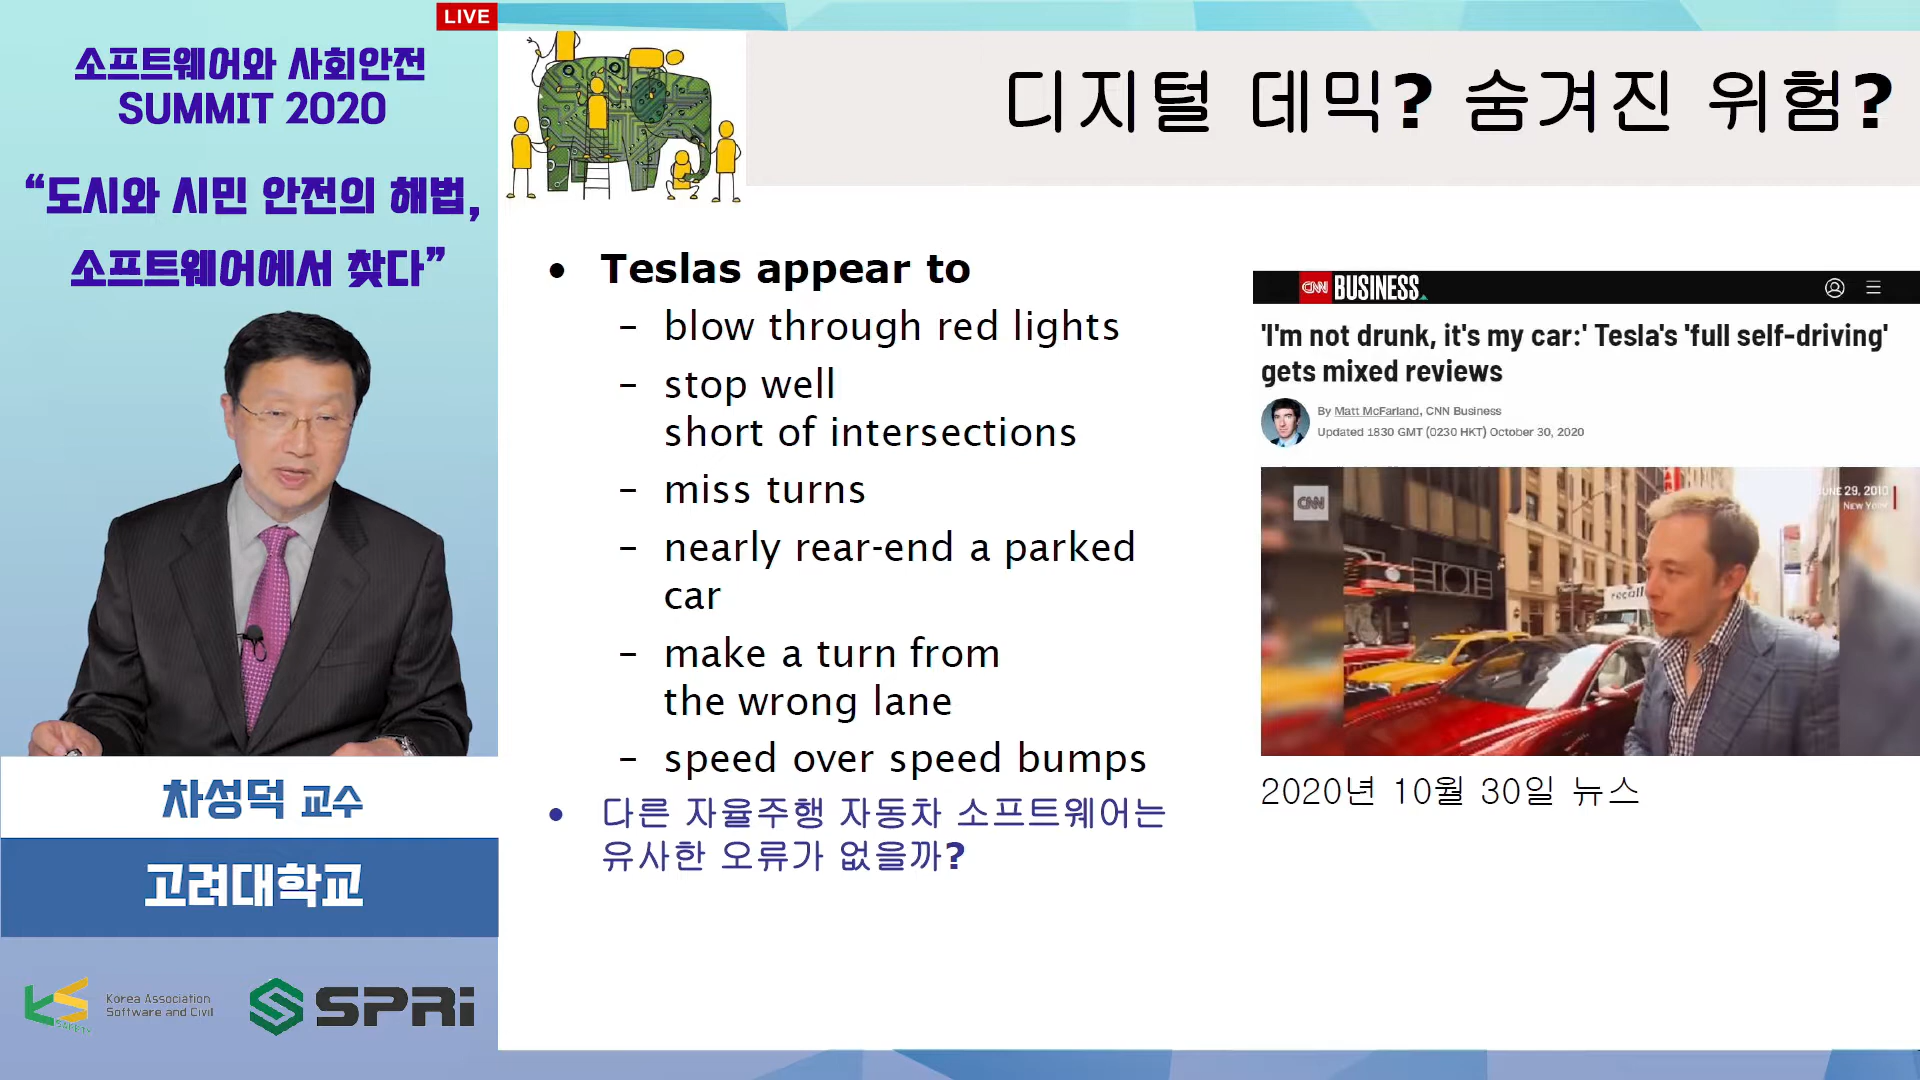 LIVE
소프트웨어와 사회안전
SUMMIT 2020
“도시와 시민 안전의 해법,
소프트웨어에서 찾다”
차성덕 교수
고려대학교
KS
Safety
Korea Association
Software and Civil
SPRi
디지털 데믹? 숨겨진 위험?
• Teslas appear to
– blow through red lights
– stop well
short of intersections
– miss turns
– nearly rear-end a parked
car
– make a turn from
the wrong lane
– speed over speed bumps
• 다른 자율주행 자동차 소프트웨어는
유사한 오류가 없을까?
CNN BUSINESS
'I'm not drunk, it's my car:' Tesla's 'full self-driving'
gets mixed reviews
By Matt McFarland, CNN Business
Updated 1830 GMT (0230 HKT) October 30, 2020
CNN
JUNE 29, 2010
NEW YORK
recall
2020년 10월 30일 뉴스